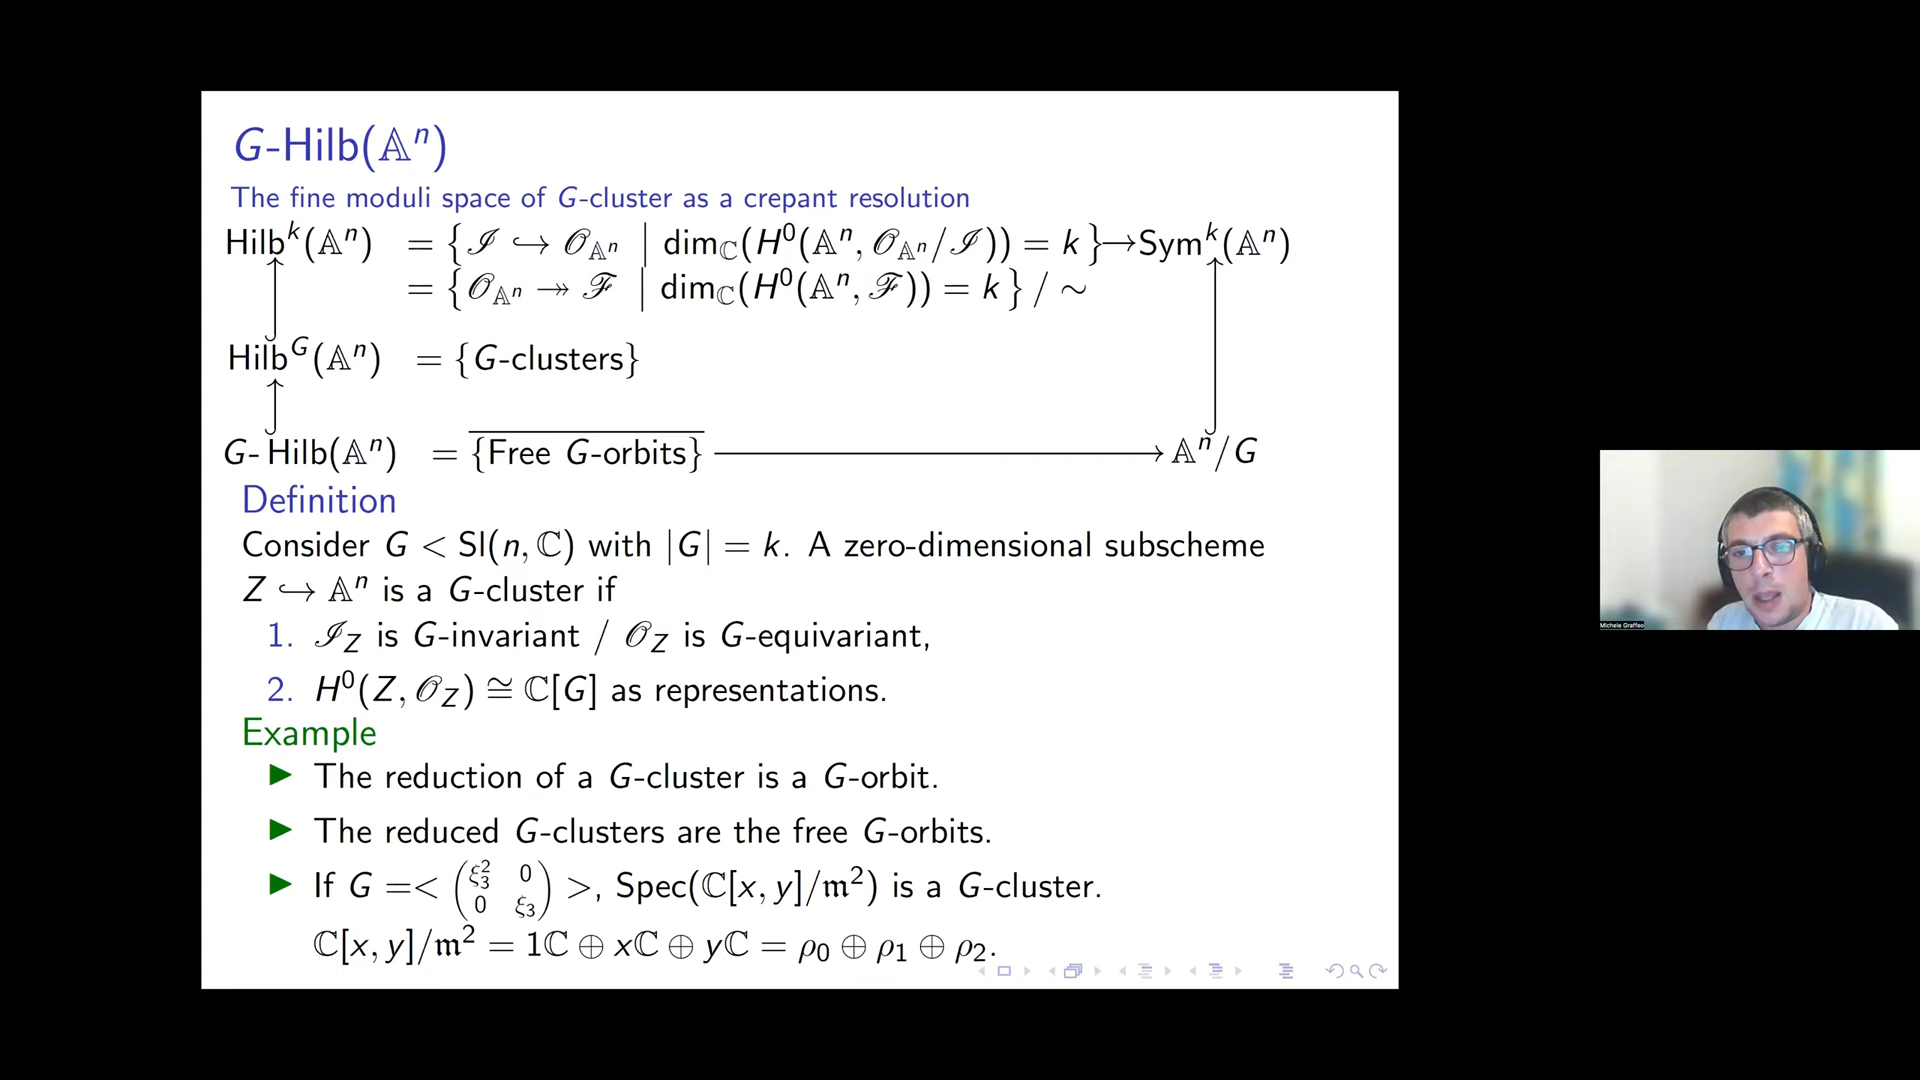 G-Hilb(𝔸ⁿ)
The fine moduli space of G-cluster as a crepant resolution
Hilbᵏ(𝔸ⁿ) = {ℐ ↪ 𝒪_𝔸ⁿ | dim_ℂ(H⁰(𝔸ⁿ, 𝒪_𝔸ⁿ/ℐ)) = k} → Symᵏ(𝔸ⁿ)
= {𝒪_𝔸ⁿ ↠ ℱ | dim_ℂ(H⁰(𝔸ⁿ, ℱ)) = k} / ∼
Hilb^G(𝔸ⁿ) = {G-clusters}
G-Hilb(𝔸ⁿ) = \overline{{Free G-orbits}} → 𝔸ⁿ/G
Definition
Consider G < Sl(n, ℂ) with |G| = k. A zero-dimensional subscheme
Z ↪ 𝔸ⁿ is a G-cluster if
1. ℐ_Z is G-invariant / 𝒪_Z is G-equivariant,
2. H⁰(Z, 𝒪_Z) ≅ ℂ[G] as representations.
Example
▶ The reduction of a G-cluster is a G-orbit.
▶ The reduced G-clusters are the free G-orbits.
▶ If G =< (ξ₃² 0 0 ξ₃) >, Spec(ℂ[x, y]/𝔪²) is a G-cluster.
ℂ[x, y]/𝔪² = 1ℂ ⊕ xℂ ⊕ yℂ = ρ₀ ⊕ ρ₁ ⊕ ρ₂.
Michele Graffeo